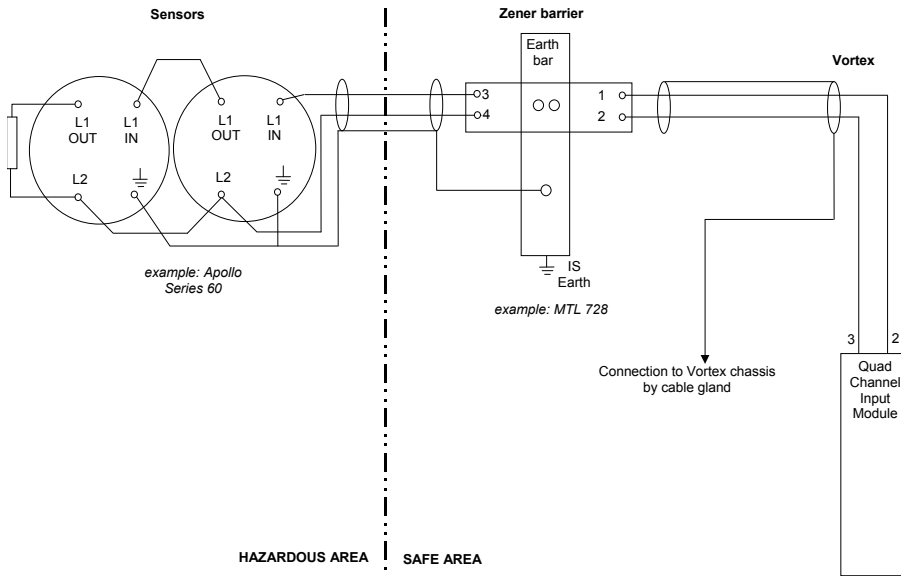 Sensors
Zener barrier
Vortex
Earth
bar
L1
OUT
L1
IN
L1
OUT
L1
IN
L2
L2
3
4
1
2
example: Apollo
Series 60
IS
Earth
example: MTL 728
Connection to Vortex chassis
by cable gland
3
2
Quad
Channel
Input
Module
HAZARDOUS AREA
SAFE AREA